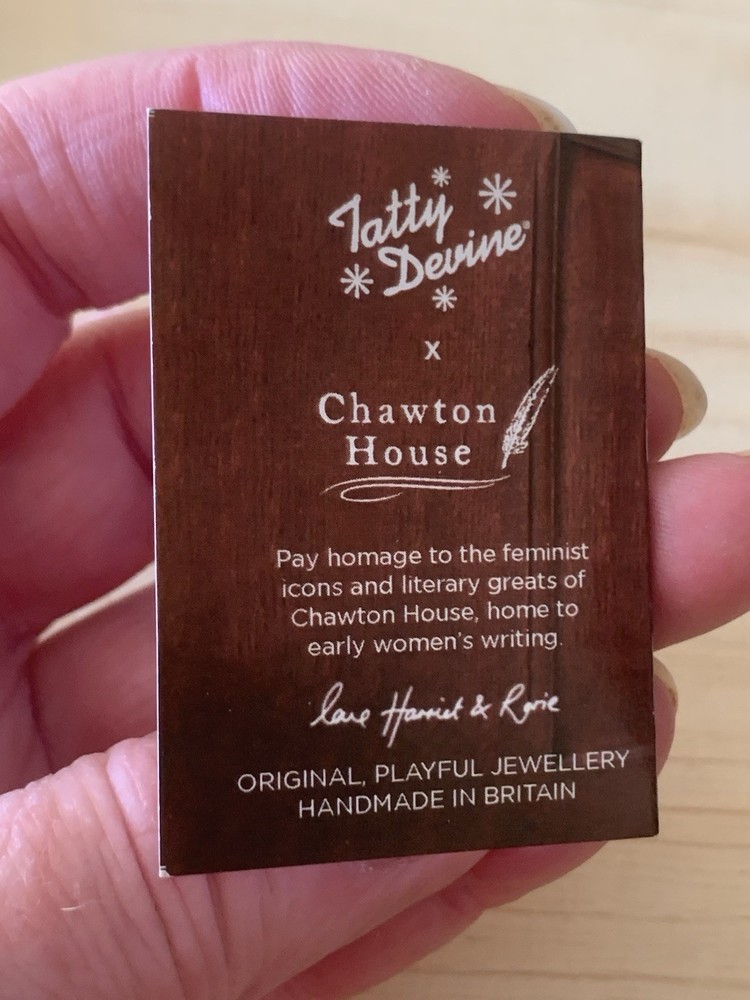 Tatty
Devine®
x
Chawton
House
Pay homage to the feminist
icons and literary greats of
Chawton House, home to
early women's writing.
love Harriet & Rosie
ORIGINAL, PLAYFUL JEWELLERY
HANDMADE IN BRITAIN